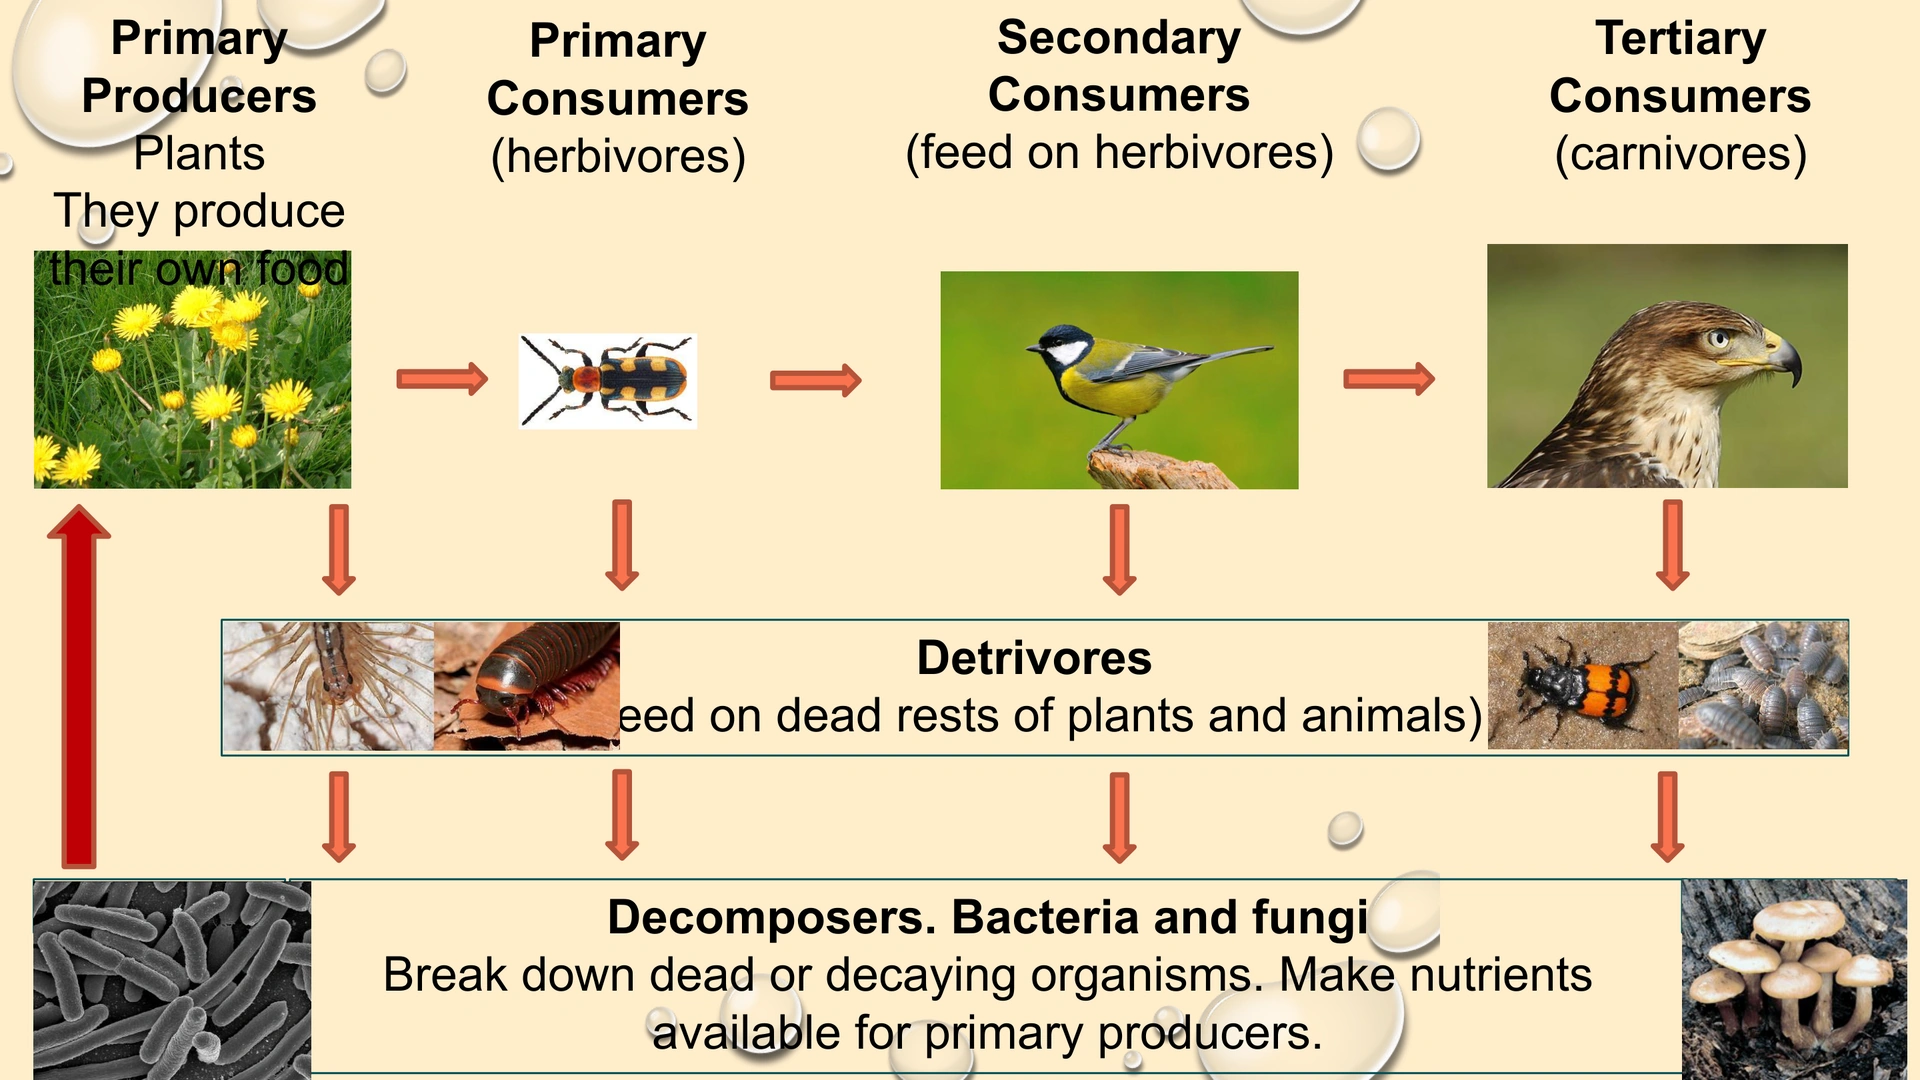 Primary
Producers
Plants
They produce
their own food
Primary
Consumers
(herbivores)
Secondary
Consumers
(feed on herbivores)
Tertiary
Consumers
(carnivores)
Detrivores
eed on dead rests of plants and animals)
Decomposers. Bacteria and fungi
Break down dead or decaying organisms. Make nutrients
available for primary producers.